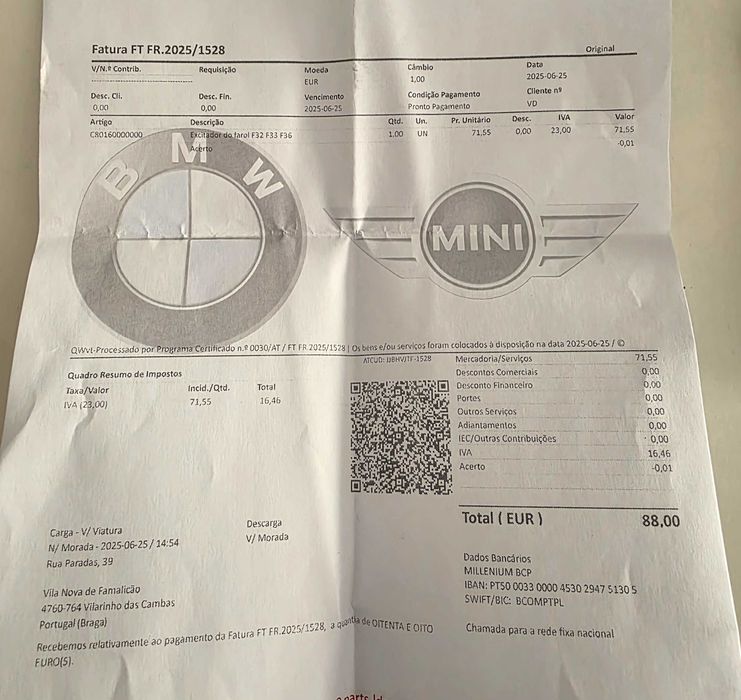 Fatura FT FR.2025/1528
Original
V/N.º Contrib. Requisição Moeda Câmbio Data
EUR 1,00 2025-06-25
Desc. Cli. Desc. Fin. Vencimento Condição Pagamento Cliente nº
0,00 0,00 2025-06-25 Pronto Pagamento VD
Artigo Descrição Qtd. Un. Pr. Unitário Desc. IVA Valor
C80160000000 Excitador do farol F32 F33 F36 1,00 UN 71,55 0,00 23,00 71,55
Acerto -0,01
BMW
MINI
QWvt-Processado por Programa Certificado n.º 0030/AT / FT FR.2025/1528 | Os bens e/ou serviços foram colocados à disposição na data 2025-06-25 / ©
Quadro Resumo de Impostos
Taxa/Valor Incid./Qtd. Total
IVA (23,00) 71,55 16,46
Mercadoria/Serviços 71,55
Descontos Comerciais 0,00
Desconto Financeiro 0,00
Portes 0,00
Outros Serviços 0,00
Adiantamentos 0,00
IEC/Outras Contribuições 0,00
IVA 16,46
Acerto -0,01
Total ( EUR ) 88,00
Carga - V/ Viatura
N/ Morada - 2025-06-25 / 14:54
Rua Paradas, 39
Descarga
V/ Morada
Vila Nova de Famalicão
4760-764 Vilarinho das Cambas
Portugal (Braga)
Dados Bancários
MILLENIUM BCP
IBAN: PT50 0033 0000 4530 2947 5130 5
SWIFT/BIC: BCOMPTPL
Chamada para a rede fixa nacional
Recebemos relativamente ao pagamento da Fatura FT FR.2025/1528, a quantia de OITENTA E OITO
EURO(S).